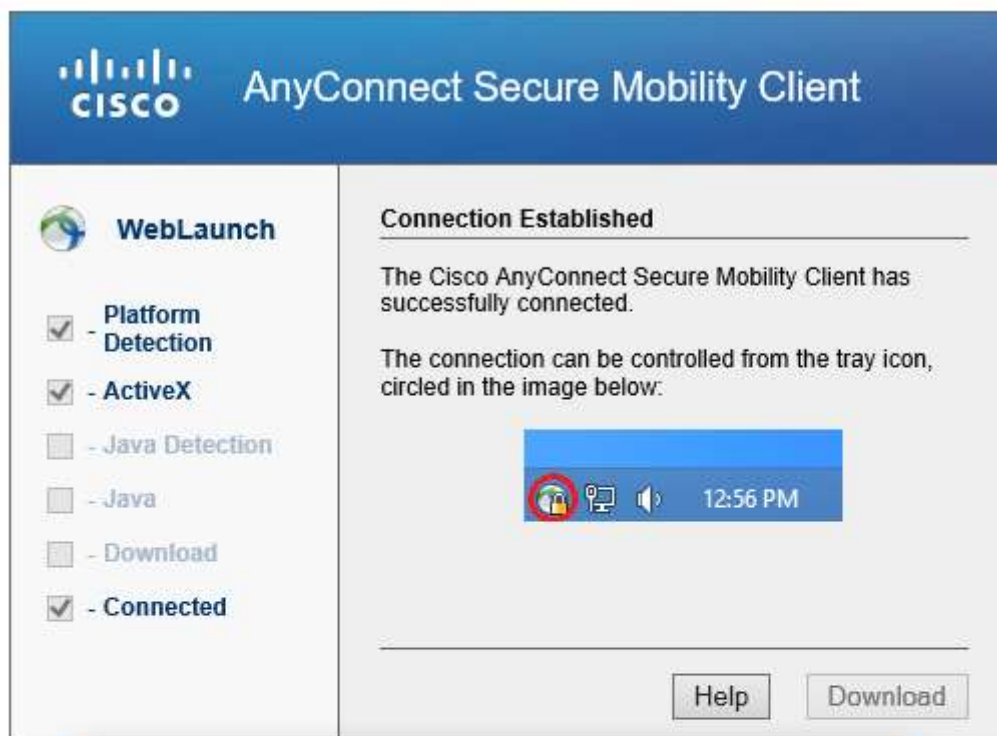 CISCO
AnyConnect Secure Mobility Client
WebLaunch
- Platform
Detection
- ActiveX
- Java Detection
- Java
- Download
- Connected
Connection Established
The Cisco AnyConnect Secure Mobility Client has
successfully connected.
The connection can be controlled from the tray icon,
circled in the image below:
12:56 PM
Help
Download